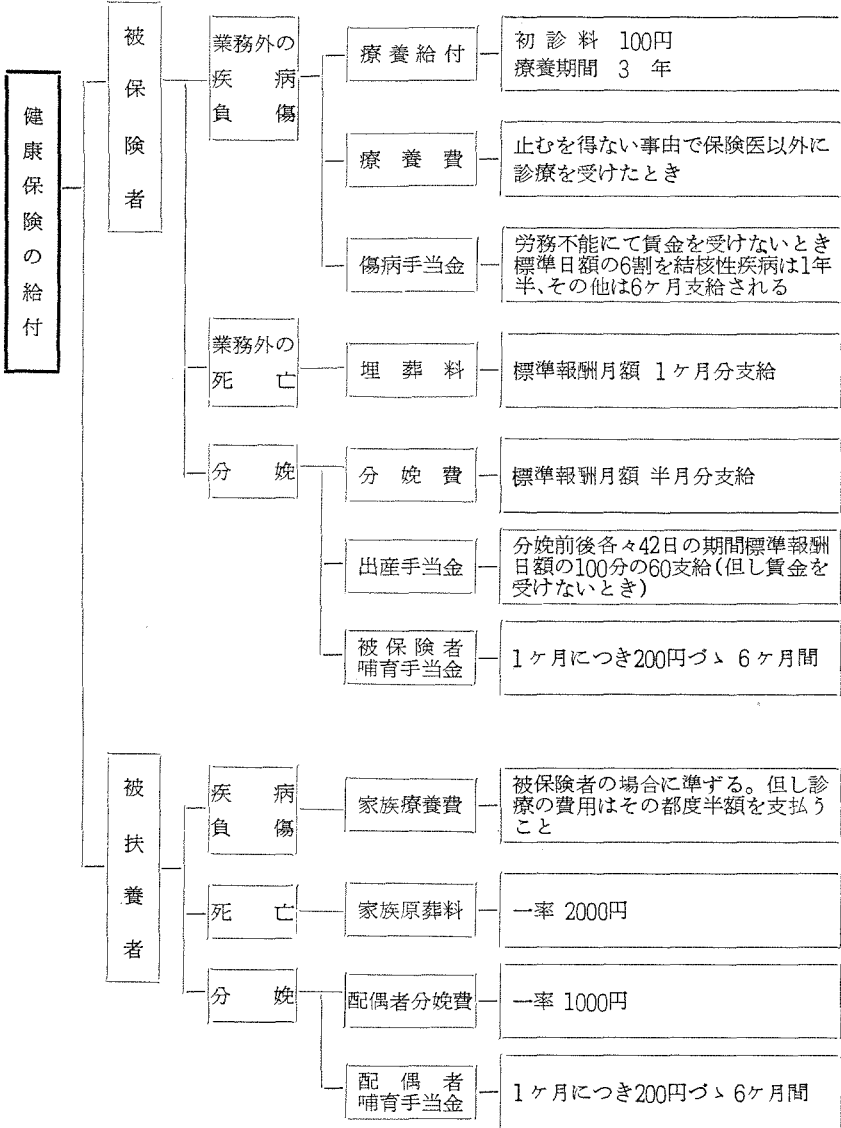 健康保険の給付
被保険者
業務外の
疾病
負傷
療養給付
初診料 100円
療養期間 3年
療養費
止むを得ない事由で保険医以外に
診療を受けたとき
傷病手当金
労務不能にて賃金を受けないとき
標準日額の6割を結核性疾病は1年
半、その他は6ヶ月支給される
業務外の
死亡
埋葬料
標準報酬月額 1ヶ月分支給
分娩
分娩費
標準報酬月額 半月分支給
出産手当金
分娩前後各々42日の期間標準報酬
日額の100分の60支給(但し賃金を
受けないとき)
被保険者
哺育手当金
1ヶ月につき200円づゝ 6ヶ月間
被扶養者
疾病
負傷
家族療養費
被保険者の場合に準ずる。但し診
療の費用はその都度半額を支払う
こと
死亡
家族原葬料
一率 2000円
分娩
配偶者分娩費
一率 1000円
配偶者
哺育手当金
1ヶ月につき200円づゝ 6ヶ月間